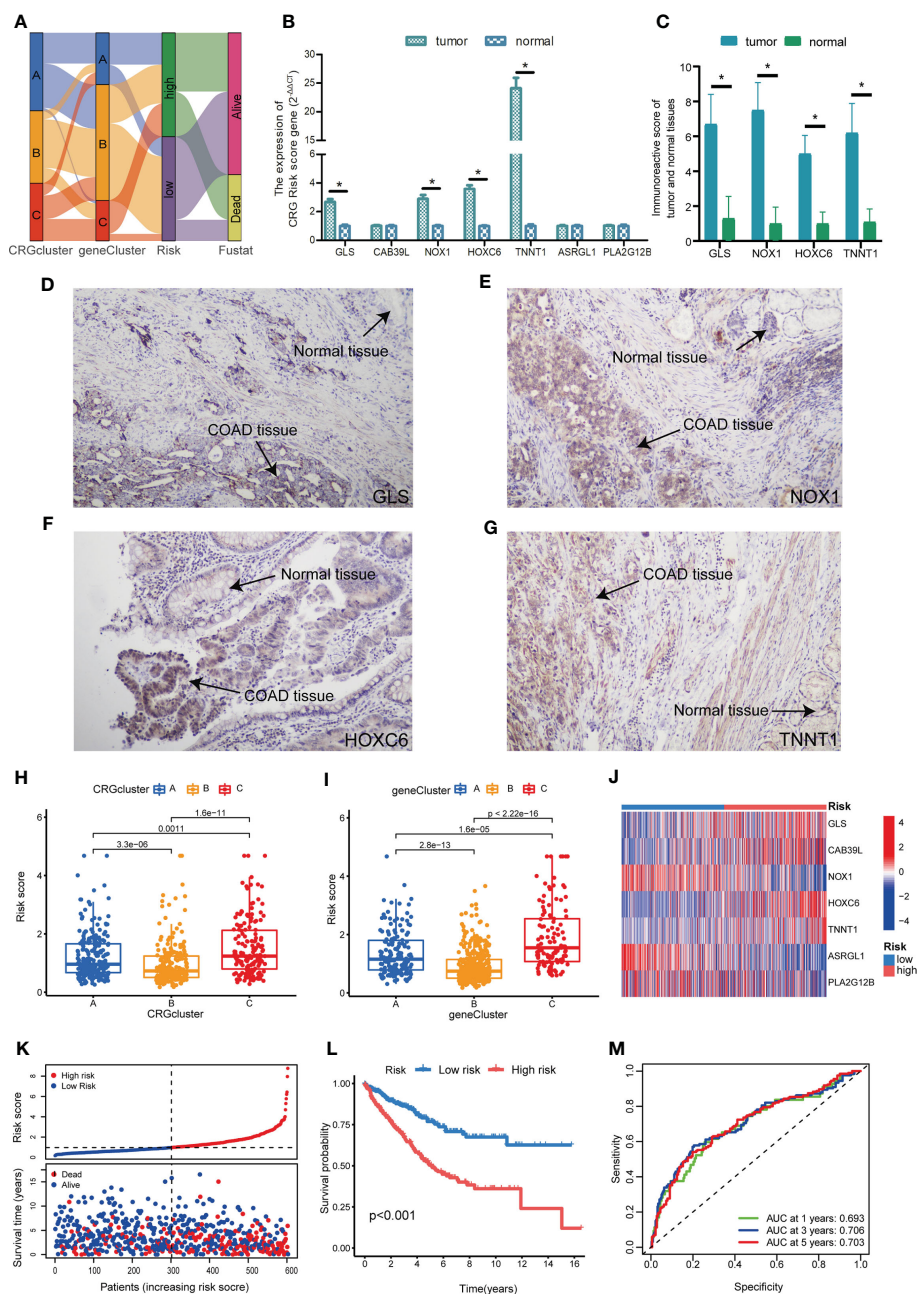 A
A
B
C
A
B
C
high
low
Alive
Dead
CRGcluster geneCluster Risk Fustat
B
tumor normal
The expression of
CRG Risk score gene (2-ΔΔCT)
30
25
20
15
6
4
2
0
* * * *
GLS CAB39L NOX1 HOXC6 TNNT1 ASRGL1 PLA2G12B
C
tumor normal
Immunoreactive score of
tumor and normal tissues
10
8
6
4
2
0
* * * *
GLS NOX1 HOXC6 TNNT1
D
Normal tissue
COAD tissue
GLS
E
Normal tissue
COAD tissue
NOX1
F
Normal tissue
COAD tissue
HOXC6
G
COAD tissue
Normal tissue
TNNT1
H
CRGcluster A B C
1.6e-11
0.0011
3.3e-06
Risk score
6
4
2
0
A B C
CRGcluster
I
geneCluster A B C
p < 2.22e-16
1.6e-05
2.8e-13
Risk score
6
4
2
0
A B C
geneCluster
J
Risk
GLS
CAB39L
NOX1
HOXC6
TNNT1
ASRGL1
PLA2G12B
4
2
0
−2
−4
Risk
low
high
K
High risk
Low Risk
Risk score
8
6
4
2
0
Dead
Alive
Survival time (years)
15
10
5
0
0 100 200 300 400 500 600
Patients (increasing risk socre)
L
Risk Low risk High risk
Survival probability
1.00
0.75
0.50
0.25
0.00
p<0.001
0 1 2 3 4 5 6 7 8 9 10 11 12 13 14 15 16
Time(years)
M
Sensitivity
1.0
0.8
0.6
0.4
0.2
0.0
AUC at 1 years: 0.693
AUC at 3 years: 0.706
AUC at 5 years: 0.703
0.0 0.2 0.4 0.6 0.8 1.0
Specificity